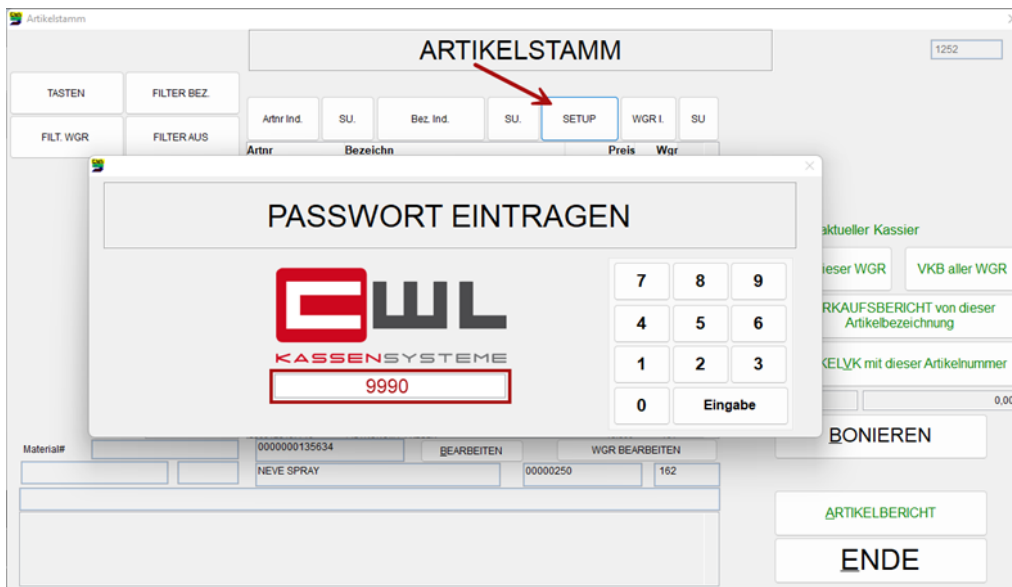 Artikelstamm
ARTIKELSTAMM
1252
TASTEN
FILTER BEZ.
FILT. WGR
FILTER AUS
Artnr Ind.
SU.
Bez. Ind.
SU.
SETUP
WGR I.
SU
Artnr Bezeichn Preis Wgr
PASSWORT EINTRAGEN
CWL
KASSENSYSTEME
9990
7 8 9
4 5 6
1 2 3
0 Eingabe
aktueller Kassier
ieser WGR
VKB aller WGR
RKAUFSBERICHT von dieser
Artikelbezeichnung
KELVK mit dieser Artikelnummer
0,00
BONIEREN
Material#
0000000135634
BEARBEITEN
WGR BEARBEITEN
NEVE SPRAY
00000250
162
ARTIKELBERICHT
ENDE